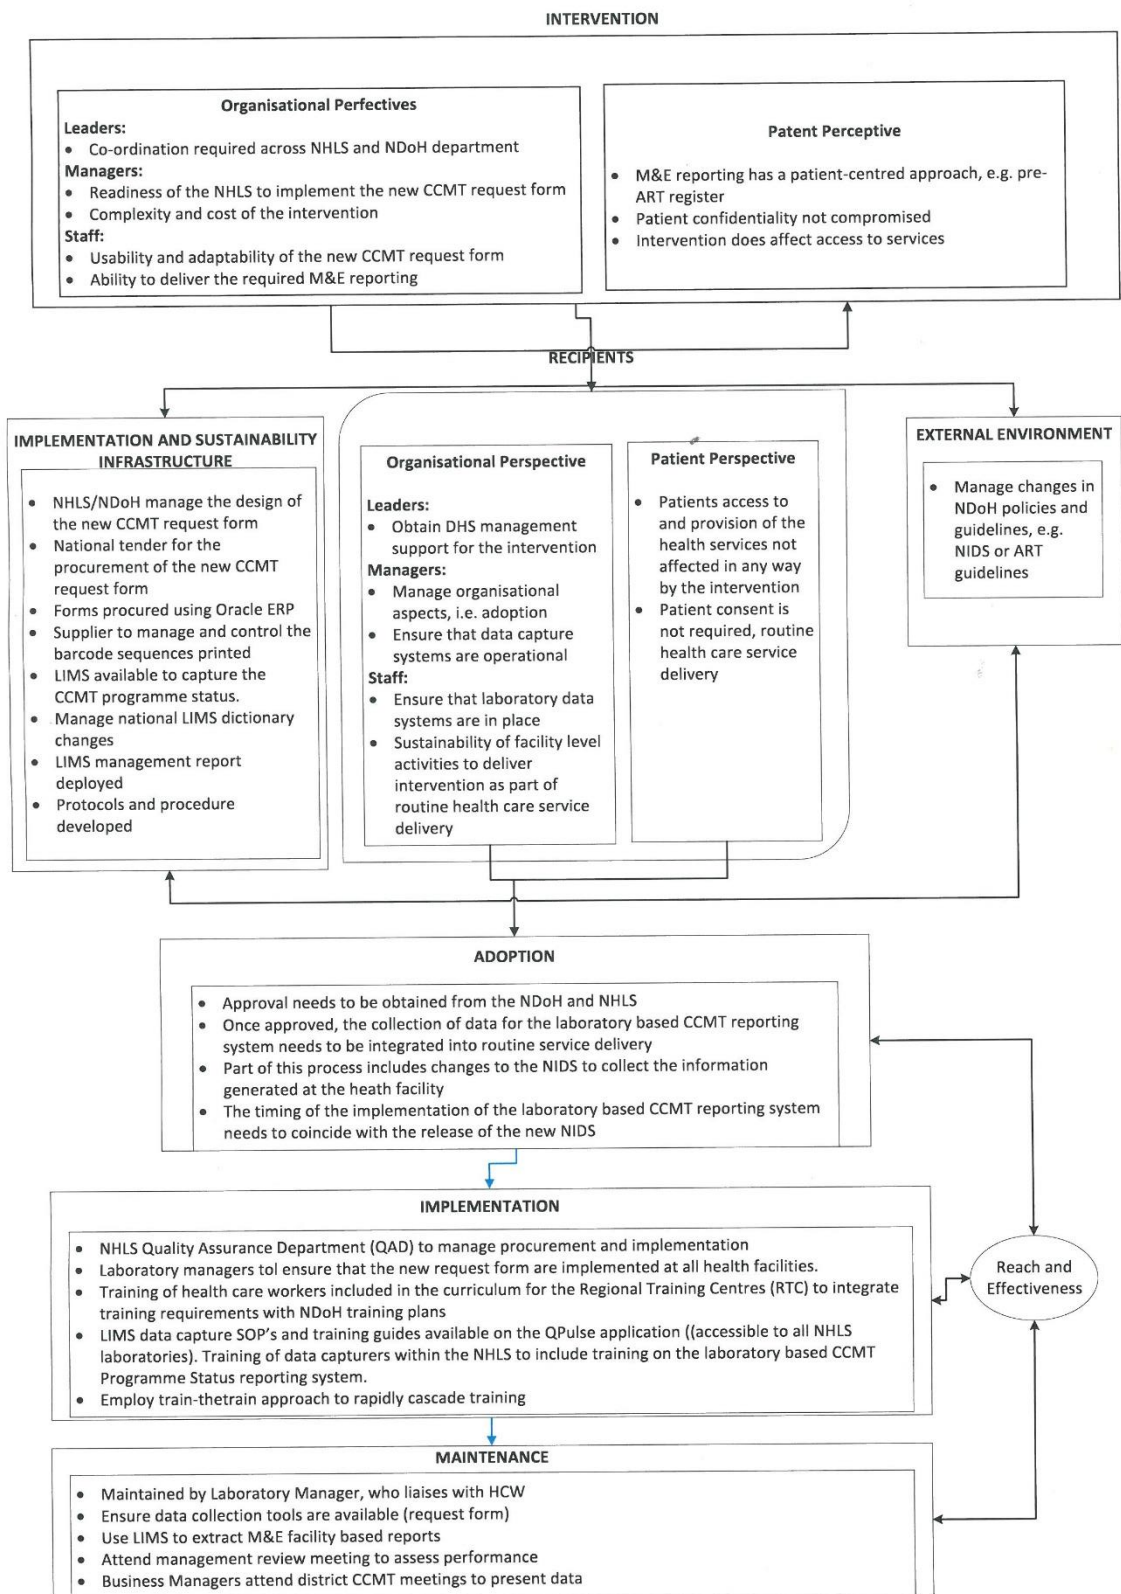 INTERVENTION
Organisational Perfectives
Leaders:
• Co-ordination required across NHLS and NDoH department
Managers:
• Readiness of the NHLS to implement the new CCMT request form
• Complexity and cost of the intervention
Staff:
• Usability and adaptability of the new CCMT request form
• Ability to deliver the required M&E reporting
Patent Perceptive
• M&E reporting has a patient-centred approach, e.g. pre-
ART register
• Patient confidentiality not compromised
• Intervention does affect access to services
RECIPIENTS
IMPLEMENTATION AND SUSTAINABILITY
INFRASTRUCTURE
• NHLS/NDoH manage the design of
the new CCMT request form
• National tender for the
procurement of the new CCMT
request form
• Forms procured using Oracle ERP
• Supplier to manage and control the
barcode sequences printed
• LIMS available to capture the
CCMT programme status.
• Manage national LIMS dictionary
changes
• LIMS management report
deployed
• Protocols and procedure
developed
Organisational Perspective
Leaders:
• Obtain DHS management
support for the intervention
Managers:
• Manage organisational
aspects, i.e. adoption
• Ensure that data capture
systems are operational
Staff:
• Ensure that laboratory data
systems are in place
• Sustainability of facility level
activities to deliver
intervention as part of
routine health care service
delivery
Patient Perspective
• Patients access to
and provision of the
health services not
affected in any way
by the intervention
• Patient consent is
not required, routine
health care service
delivery
EXTERNAL ENVIRONMENT
• Manage changes in
NDoH policies and
guidelines, e.g.
NIDS or ART
guidelines
ADOPTION
• Approval needs to be obtained from the NDoH and NHLS
• Once approved, the collection of data for the laboratory based CCMT reporting
system needs to be integrated into routine service delivery
• Part of this process includes changes to the NIDS to collect the information
generated at the heath facility
• The timing of the implementation of the laboratory based CCMT reporting system
needs to coincide with the release of the new NIDS
IMPLEMENTATION
• NHLS Quality Assurance Department (QAD) to manage procurement and implementation
• Laboratory managers tol ensure that the new request form are implemented at all health facilities.
• Training of health care workers included in the curriculum for the Regional Training Centres (RTC) to integrate
training requirements with NDoH training plans
• LIMS data capture SOP's and training guides available on the QPulse application ((accessible to all NHLS
laboratories). Training of data capturers within the NHLS to include training on the laboratory based CCMT
Programme Status reporting system.
• Employ train-thetrain approach to rapidly cascade training
Reach and
Effectiveness
MAINTENANCE
• Maintained by Laboratory Manager, who liaises with HCW
• Ensure data collection tools are available (request form)
• Use LIMS to extract M&E facility based reports
• Attend management review meeting to assess performance
• Business Managers attend district CCMT meetings to present data